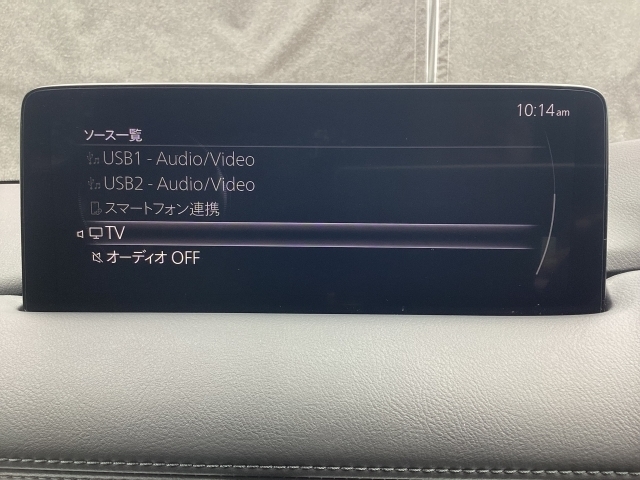 10:14am
ソース一覧
USB1 - Audio/Video
USB2 - Audio/Video
スマートフォン連携
TV
オーディオ OFF